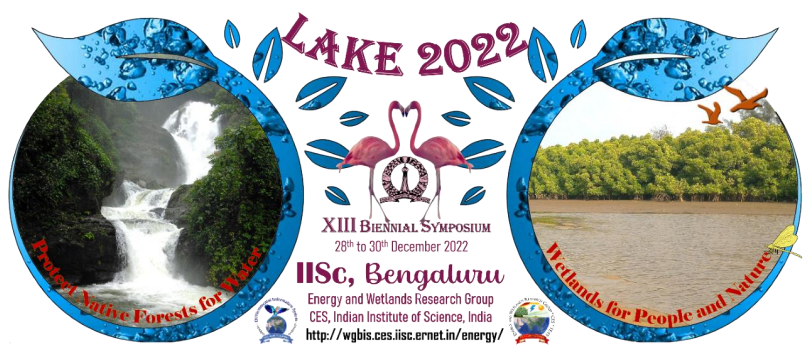 LAKE 2022
XIII BIENNIAL SYMPOSIUM
28th to 30th December 2022
IISc, Bengaluru
Energy and Wetlands Research Group
CES, Indian Institute of Science, India
http://wgbis.ces.iisc.ernet.in/energy/
Protect Native Forests for Water
Wetlands for People and Nature